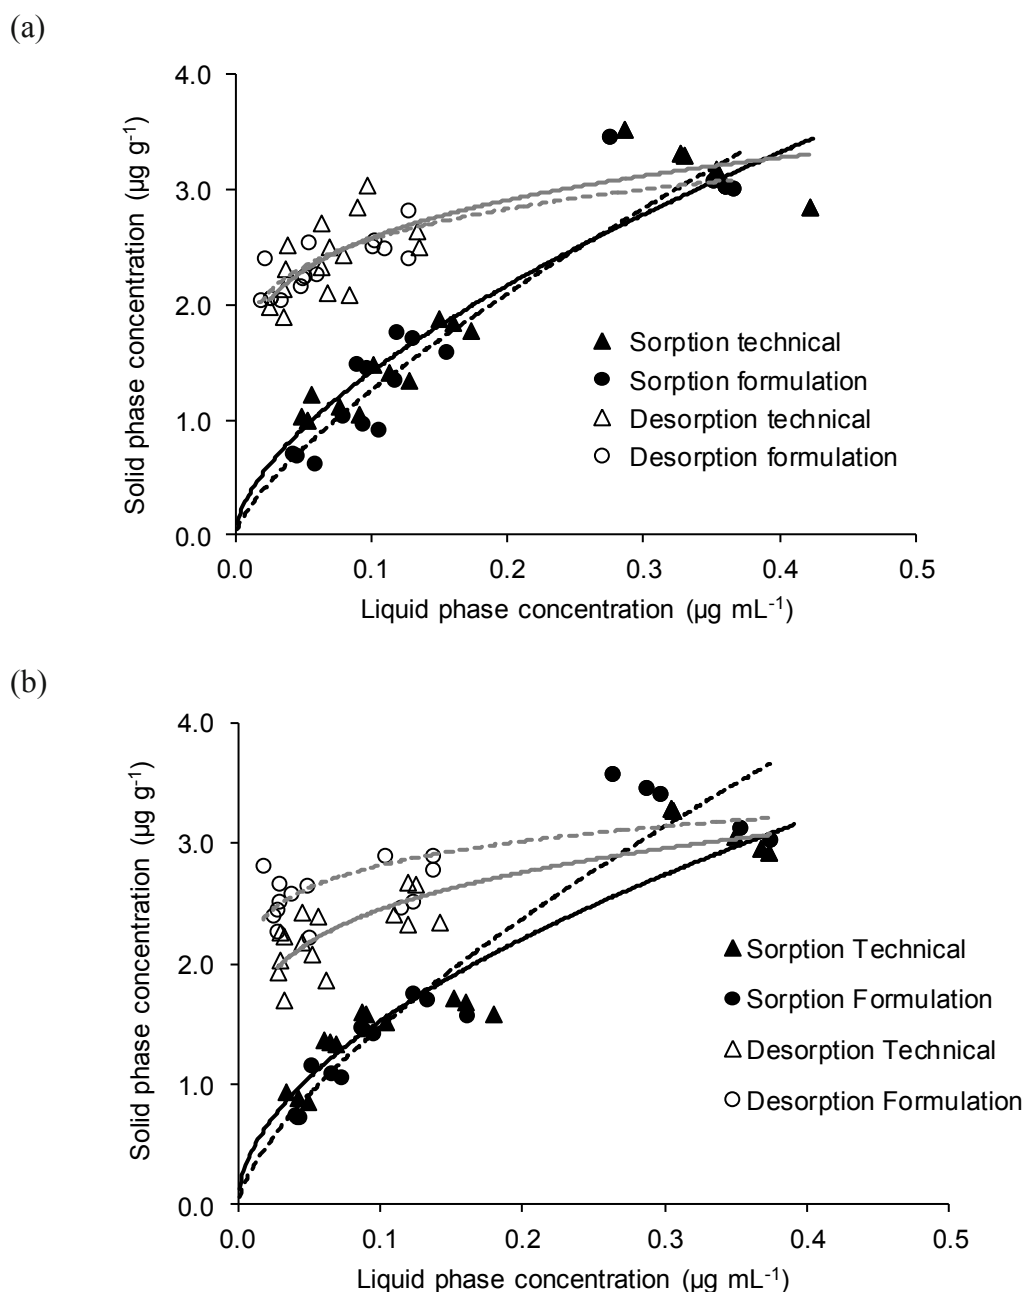 (a)
4.0
3.0
2.0
1.0
0.0
Solid phase concentration (µg g⁻¹)
Sorption technical
Sorption formulation
Desorption technical
Desorption formulation
0.0 0.1 0.2 0.3 0.4 0.5
Liquid phase concentration (µg mL⁻¹)
(b)
4.0
3.0
2.0
1.0
0.0
Solid phase concentration (µg g⁻¹)
Sorption Technical
Sorption Formulation
Desorption Technical
Desorption Formulation
0.0 0.1 0.2 0.3 0.4 0.5
Liquid phase concentration (µg mL⁻¹)